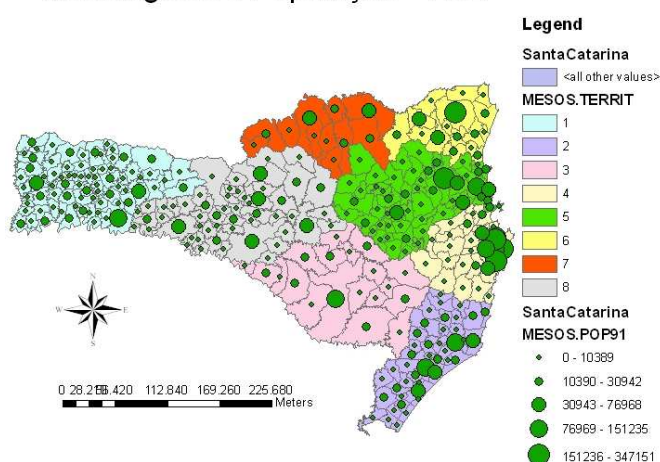 Legend
SantaCatarina
<all other values>
MESOS.TERRIT
1
2
3
4
5
6
7
8
SantaCatarina
MESOS.POP91
0 - 10389
10390 - 30942
30943 - 76968
76969 - 151235
151236 - 347151
N
W E
S
112.840 169.260 225.680
Meters